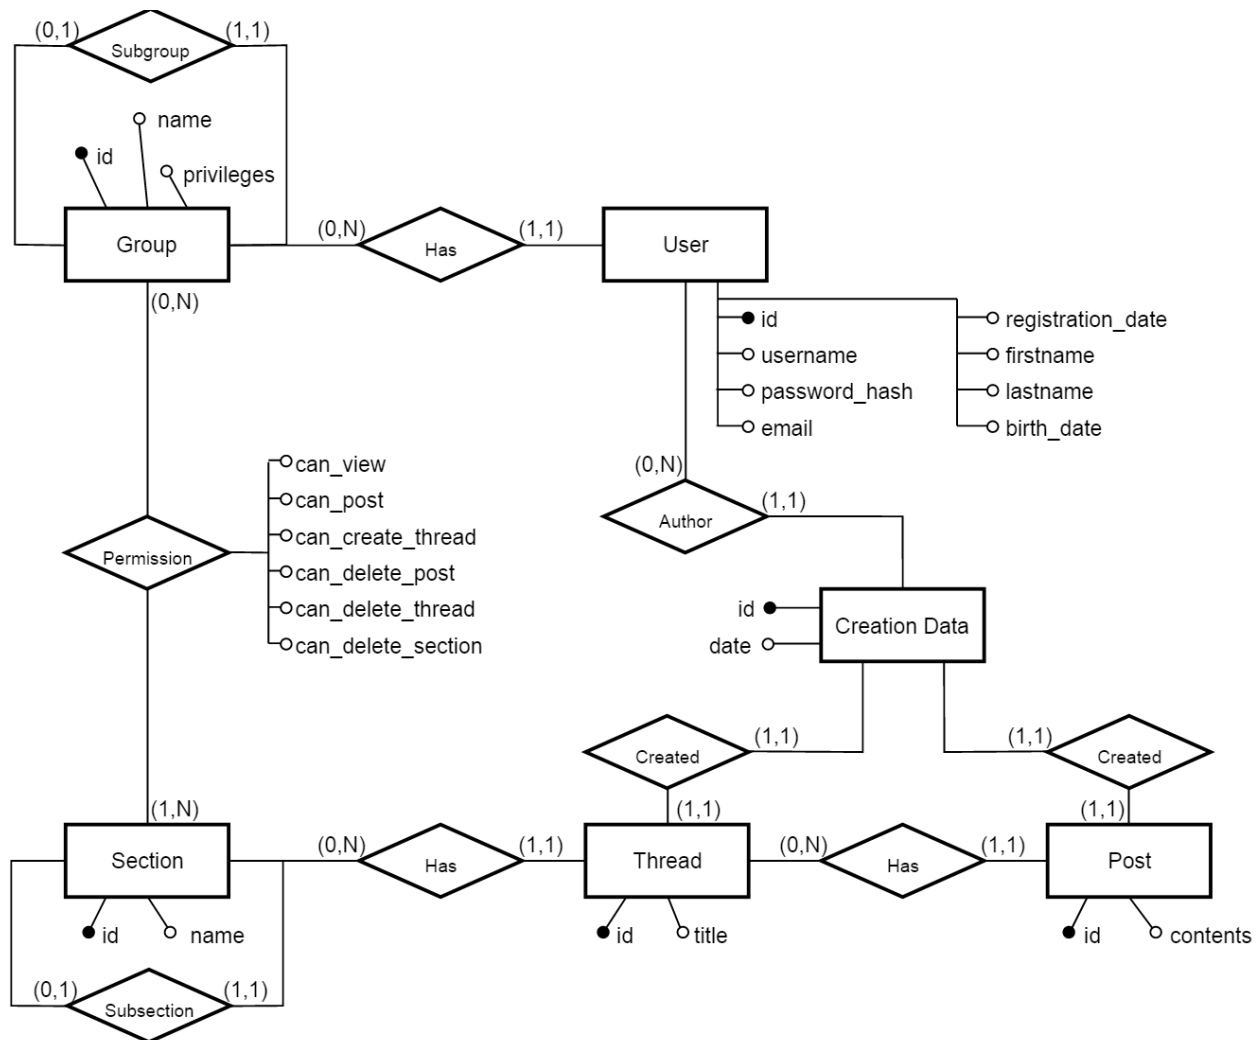 (0,1)
(1,1)
Subgroup
name
id
privileges
Group
(0,N)
Has
(1,1)
User
(0,N)
id
username
password_hash
email
registration_date
firstname
lastname
birth_date
can_view
can_post
can_create_thread
can_delete_post
can_delete_thread
can_delete_section
Permission
(0,N)
Author
(1,1)
id
date
Creation Data
Created
(1,1)
(1,1)
Created
(1,N)
(1,1)
(1,1)
Section
(0,N)
Has
(1,1)
Thread
(0,N)
Has
(1,1)
Post
id
name
id
title
id
contents
(0,1)
Subsection
(1,1)